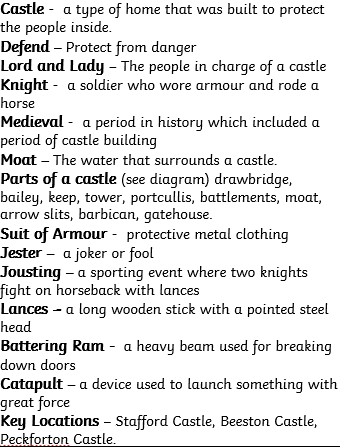 Castle -  a type of home that was built to protect
the people inside.
Defend – Protect from danger
Lord and Lady – The people in charge of a castle
Knight -  a soldier who wore armour and rode a
horse
Medieval -  a period in history which included a
period of castle building
Moat – The water that surrounds a castle.
Parts of a castle (see diagram) drawbridge,
bailey, keep, tower, portcullis, battlements, moat,
arrow slits, barbican, gatehouse.
Suit of Armour -  protective metal clothing
Jester –  a joker or fool
Jousting – a sporting event where two knights
fight on horseback with lances
Lances – a long wooden stick with a pointed steel
head
Battering Ram -  a heavy beam used for breaking
down doors
Catapult – a device used to launch something with
great force
Key Locations – Stafford Castle, Beeston Castle,
Peckforton Castle.